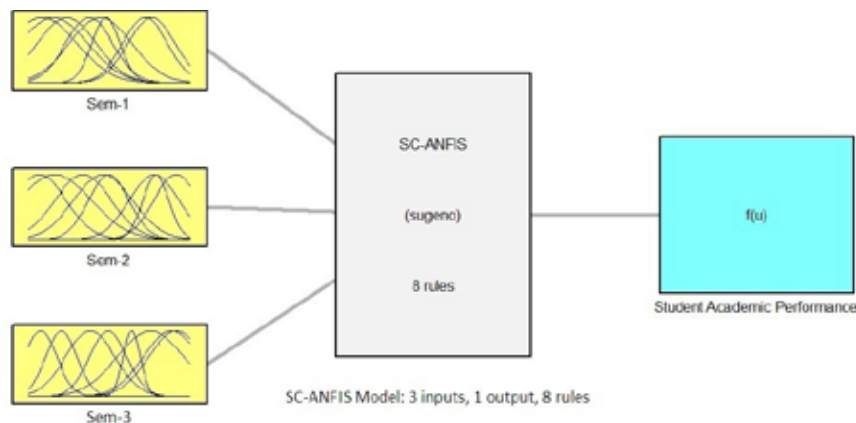 Sem-1
Sem-2
Sem-3
SC-ANFIS
(sugeno)
8 rules
f(u)
Student Academic Performance
SC-ANFIS Model: 3 inputs, 1 output, 8 rules